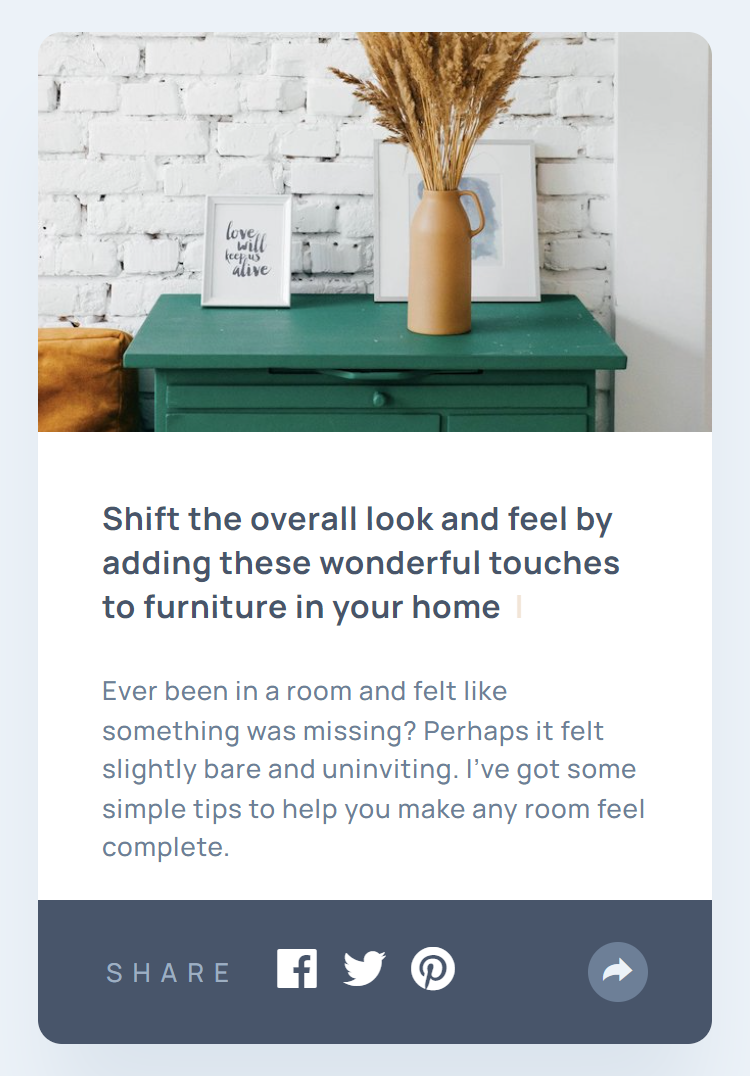 love
will
keep us
alive
Shift the overall look and feel by
adding these wonderful touches
to furniture in your home
Ever been in a room and felt like
something was missing? Perhaps it felt
slightly bare and uninviting. I’ve got some
simple tips to help you make any room feel
complete.
SHARE